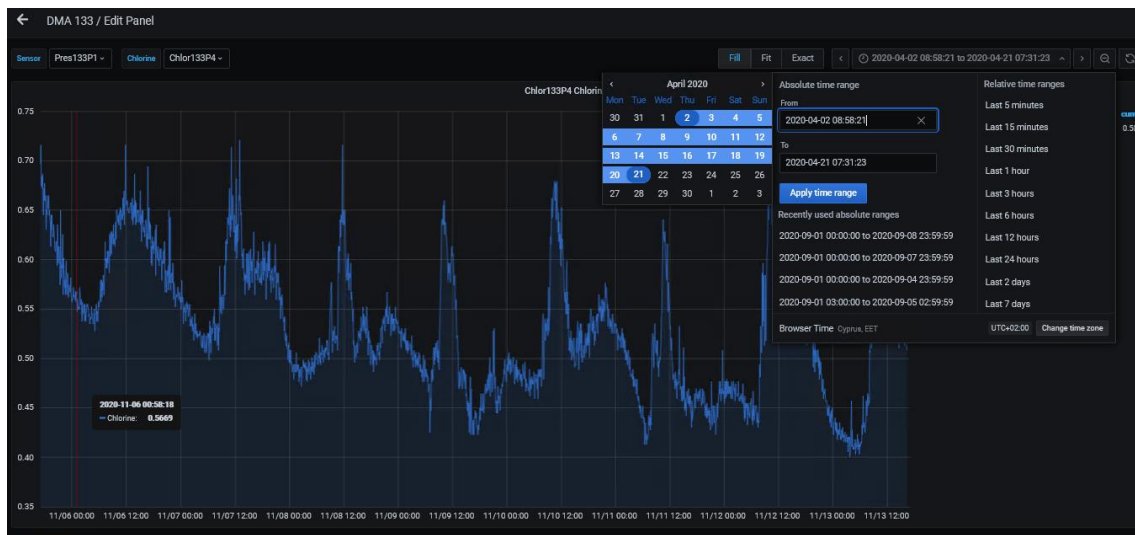 DMA 133 / Edit Panel
Sensor Pres133P1 Chlorine Chlor133P4 Fill Fit Exact 2020-04-02 08:58:21 to 2020-04-21 07:31:23
Chlor133P4 Chlorin
April 2020
Mon Tue Wed Thu Fri Sat Sun
30 31 1 2 3 4 5
6 7 8 9 10 11 12
13 14 15 16 17 18 19
20 21 22 23 24 25 26
27 28 29 30 1 2 3
Absolute time range
From
2020-04-02 08:58:21
To
2020-04-21 07:31:23
Apply time range
Recently used absolute ranges
2020-09-01 00:00:00 to 2020-09-08 23:59:59
2020-09-01 00:00:00 to 2020-09-07 23:59:59
2020-09-01 00:00:00 to 2020-09-04 23:59:59
2020-09-01 03:00:00 to 2020-09-05 02:59:59
Browser Time Cyprus, EET UTC+02:00 Change time zone
Relative time ranges
Last 5 minutes
Last 15 minutes
Last 30 minutes
Last 1 hour
Last 3 hours
Last 6 hours
Last 12 hours
Last 24 hours
Last 2 days
Last 7 days
0.75
0.70
0.65
0.60
0.55
0.50
0.45
0.40
0.35
2020-11-06 00:58:18
Chlorine: 0.5669
11/06 00:00 11/06 12:00 11/07 00:00 11/07 12:00 11/08 00:00 11/08 12:00 11/09 00:00 11/09 12:00 11/10 00:00 11/10 12:00 11/11 00:00 11/11 12:00 11/12 00:00 11/12 12:00 11/13 00:00 11/13 12:00